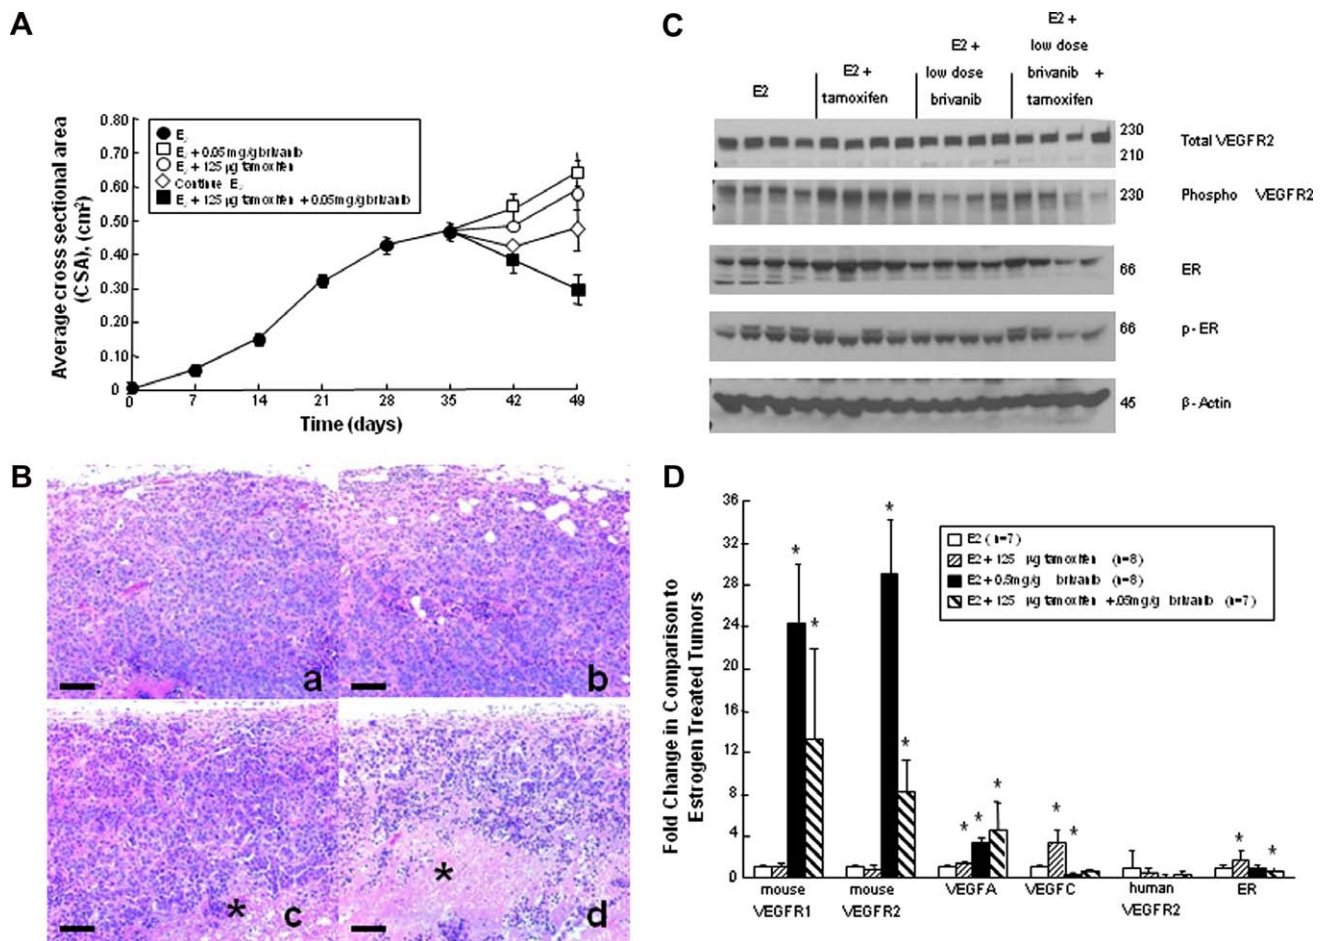 A
Average cross sectional area
(CSA), (cm²)
0.80
0.70
0.60
0.50
0.40
0.30
0.20
0.10
0
E₂
E₂ + 0.05mg/g brivanib
E₂ + 125 µg tamoxifen
Continue E₂
E₂ + 125 µg tamoxifen + 0.05mg/g brivanib
0 7 14 21 28 35 42 49
Time (days)
B
a
b
* c
* d
C
E2
E2 +
tamoxifen
E2 +
low dose
brivanib
E2 +
low dose
brivanib +
tamoxifen
230
210
Total VEGFR2
230
Phospho VEGFR2
66
ER
66
p-ER
45
β-Actin
D
Fold Change in Comparison to
Estrogen Treated Tumors
36
32
28
24
20
16
12
8
4
0
E2 (n=7)
E2 + 125 µg tamoxifen (n=8)
E2 + 0.5mg/g brivanib (n=8)
E2 + 125 µg tamoxifen + .05mg/g brivanib (n=7)
* * * * * * * * * * *
mouse
VEGFR1
mouse
VEGFR2
VEGFA
VEGFC
human
VEGFR2
ER